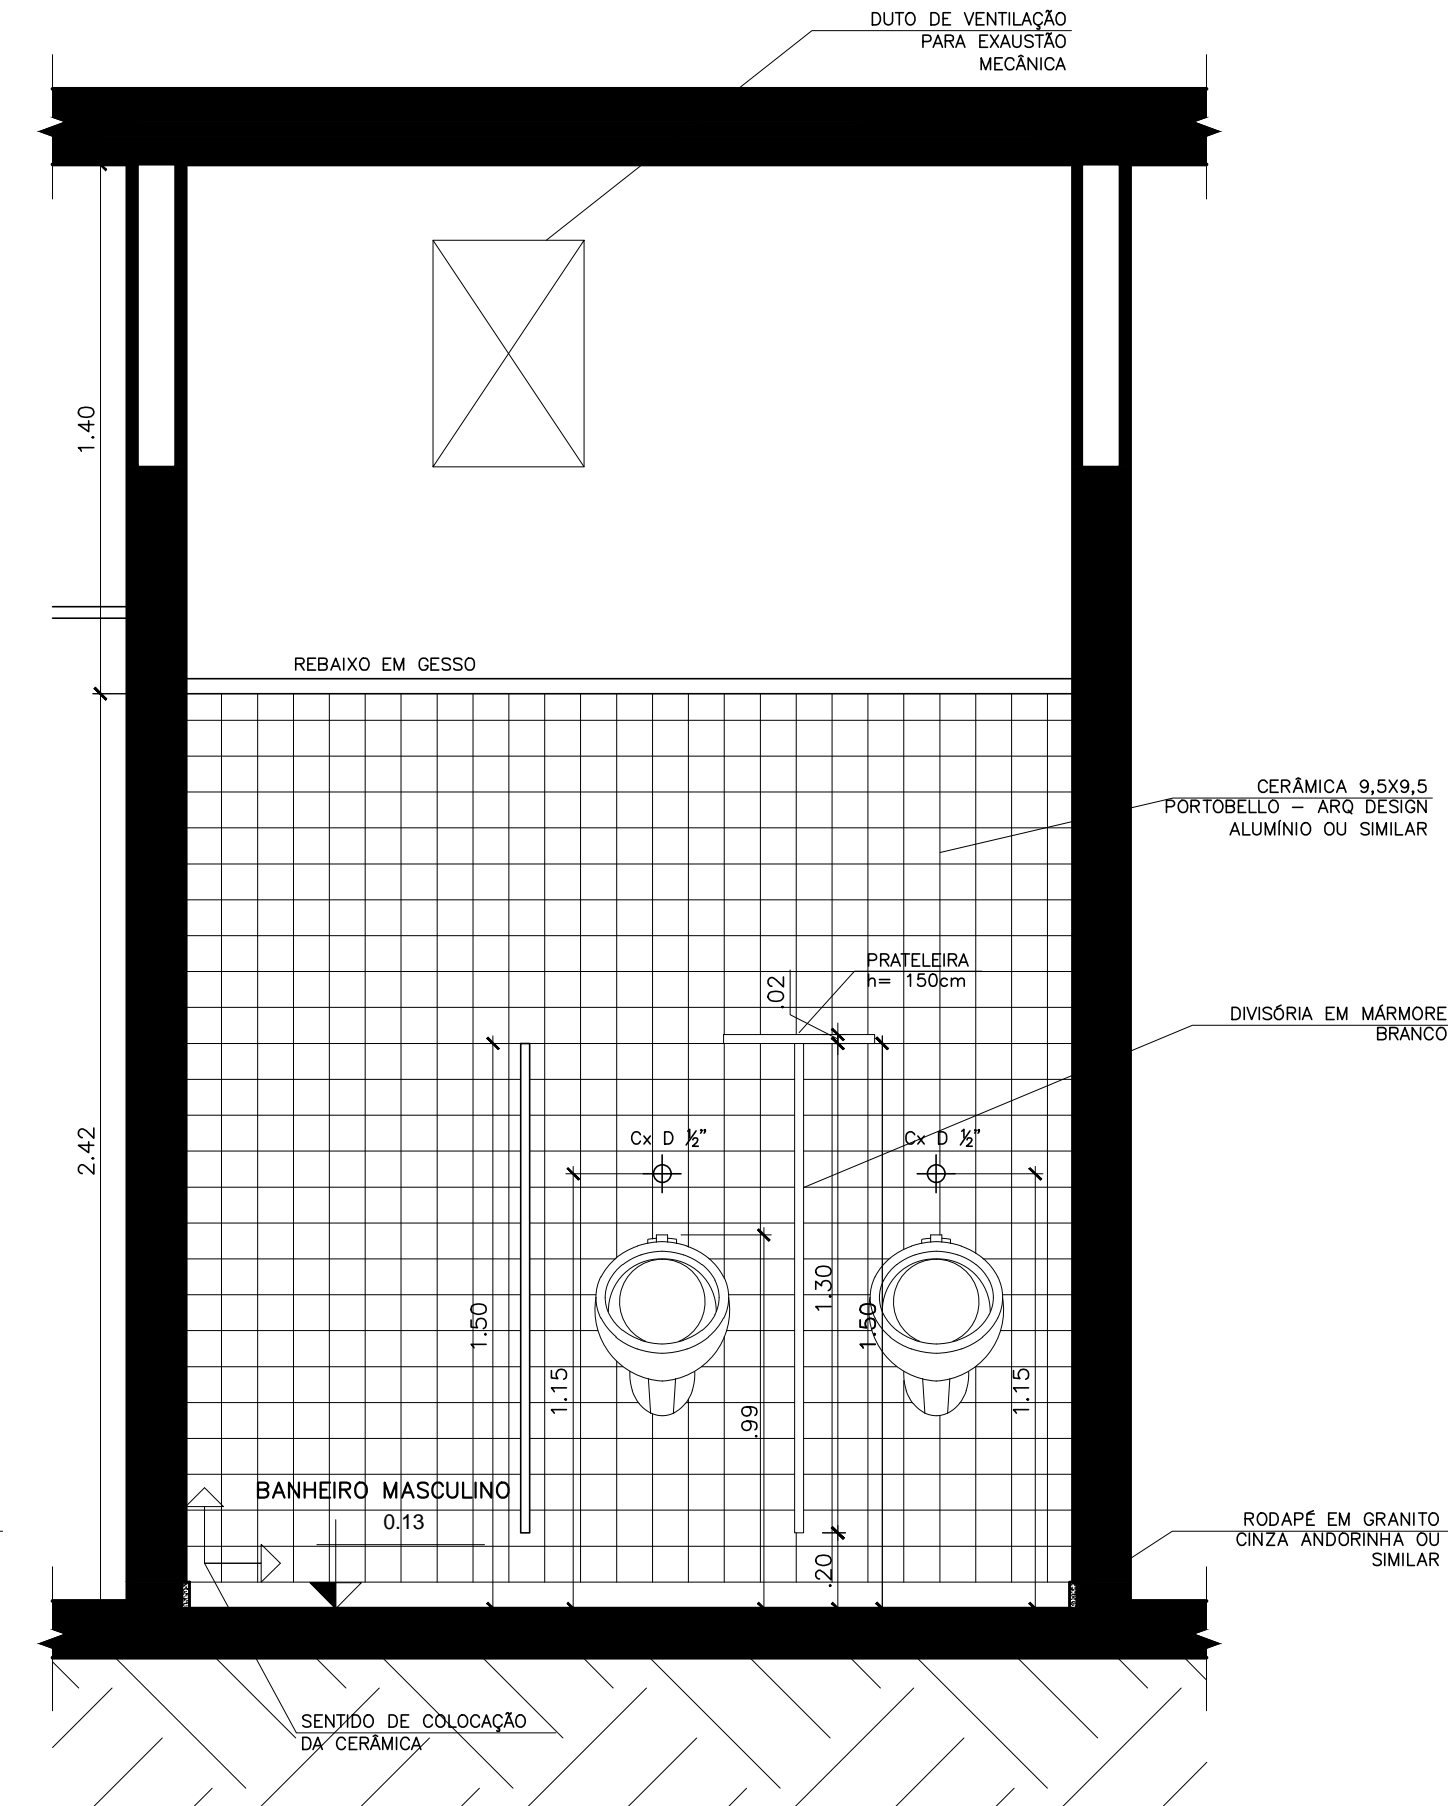 DUTO DE VENTILAÇÃO
PARA EXAUSTÃO
MECÂNICA
1.40
REBAIXO EM GESSO
CERÂMICA 9,5X9,5
PORTOBELLO – ARQ DESIGN
ALUMÍNIO OU SIMILAR
PRATELEIRA
h= 150cm
.02
DIVISÓRIA EM MÁRMORE
BRANCO
2.42
Cx D ½”
Cx D ½”
1.30
1.50
1.50
1.15
1.15
.99
BANHEIRO MASCULINO
0.13
.20
RODAPÉ EM GRANITO
CINZA ANDORINHA OU
SIMILAR
SENTIDO DE COLOCAÇÃO
DA CERÂMICA